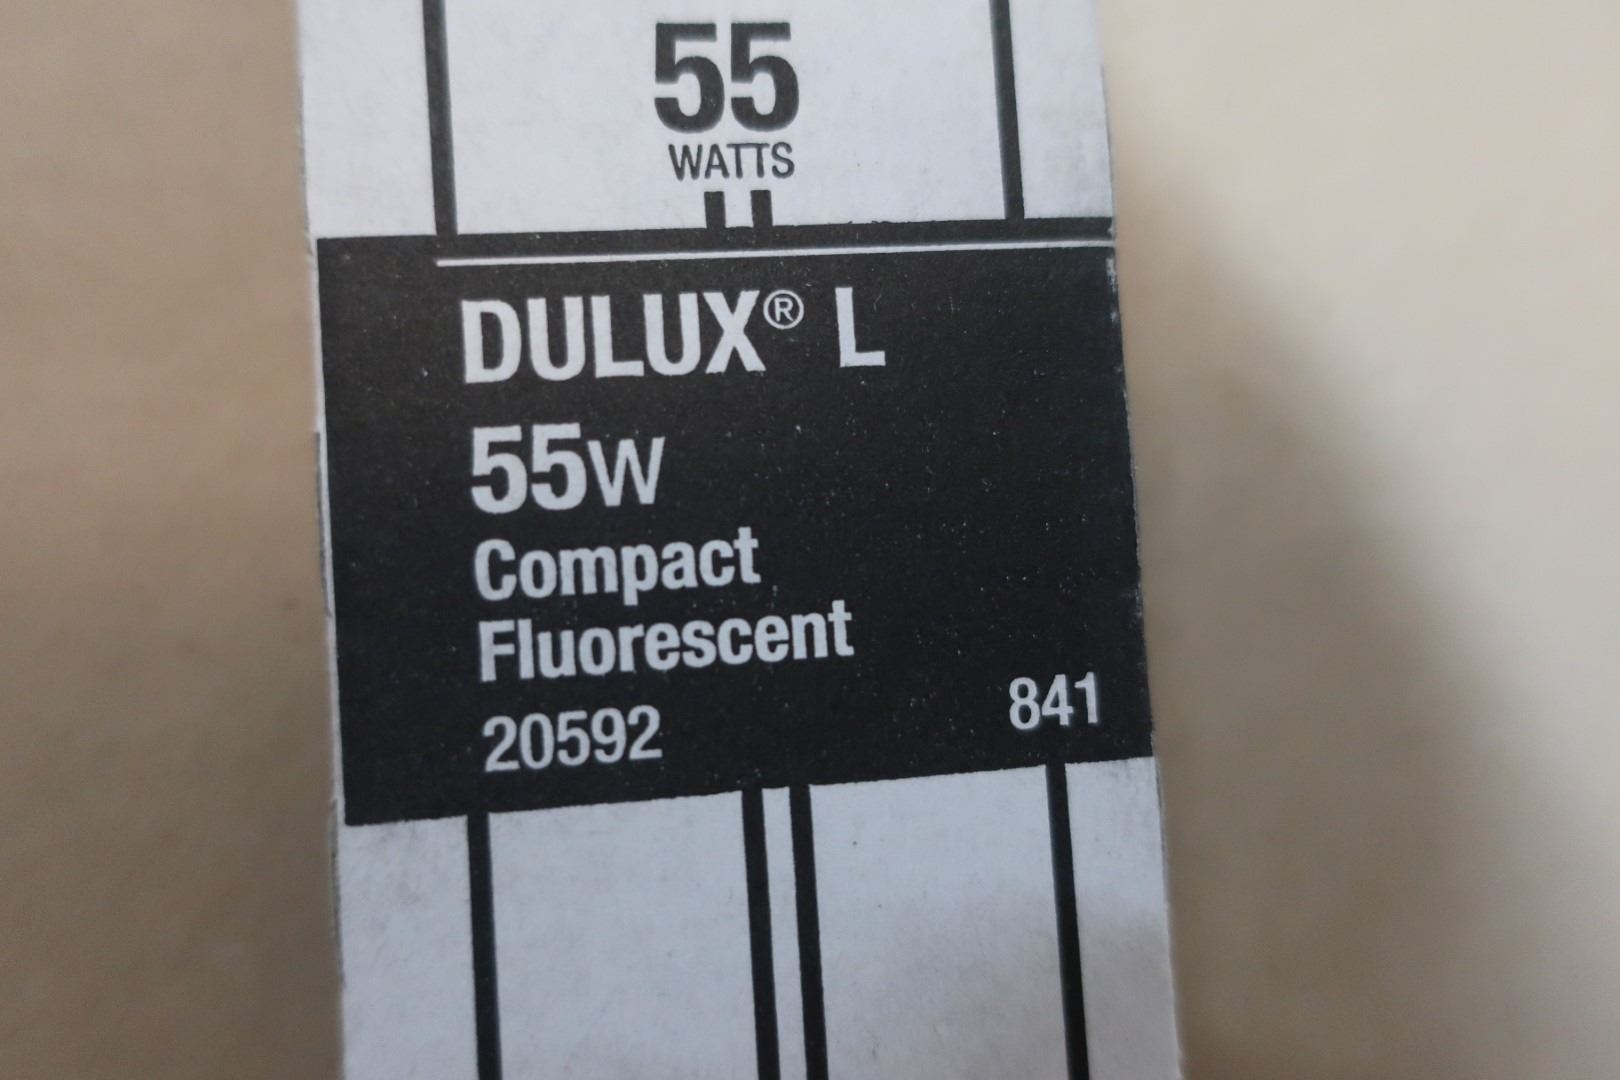 55
WATTS
DULUX® L
55W
Compact
Fluorescent
20592 841